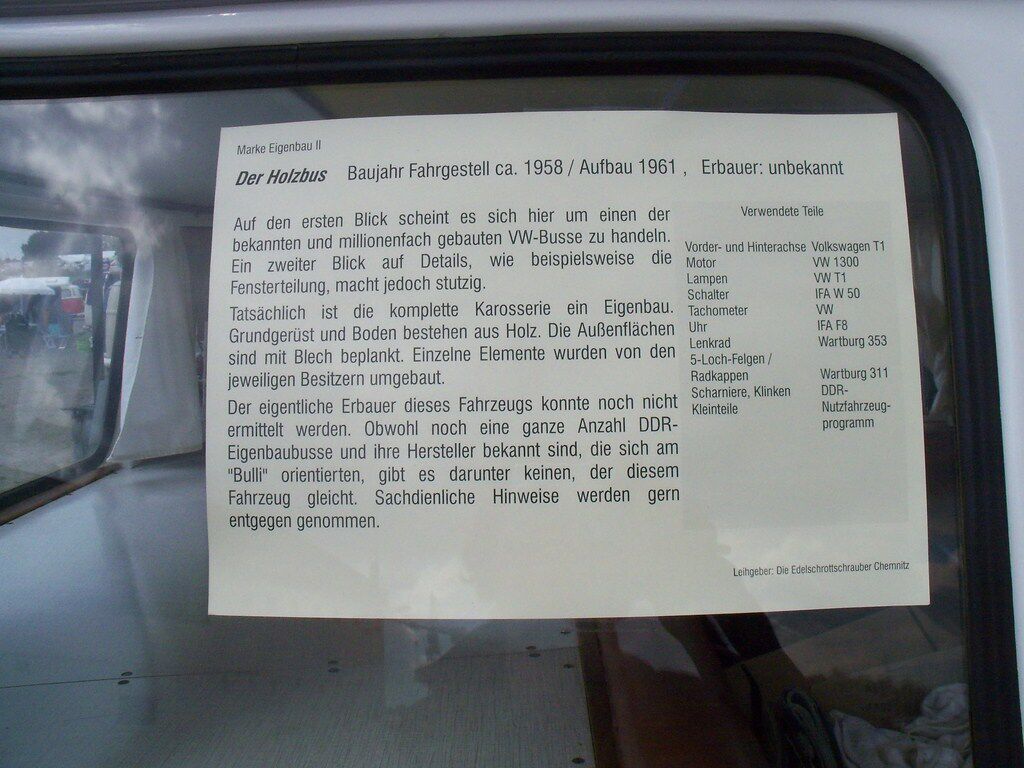 Marke Eigenbau II
Der Holzbus Baujahr Fahrgestell ca. 1958 / Aufbau 1961 , Erbauer: unbekannt
Auf den ersten Blick scheint es sich hier um einen der
bekannten und millionenfach gebauten VW-Busse zu handeln.
Ein zweiter Blick auf Details, wie beispielsweise die
Fensterteilung, macht jedoch stutzig.
Tatsächlich ist die komplette Karosserie ein Eigenbau.
Grundgerüst und Boden bestehen aus Holz. Die Außenflächen
sind mit Blech beplankt. Einzelne Elemente wurden von den
jeweiligen Besitzern umgebaut.
Der eigentliche Erbauer dieses Fahrzeugs konnte noch nicht
ermittelt werden. Obwohl noch eine ganze Anzahl DDR-
Eigenbaubusse und ihre Hersteller bekannt sind, die sich am
"Bulli" orientierten, gibt es darunter keinen, der diesem
Fahrzeug gleicht. Sachdienliche Hinweise werden gern
entgegen genommen.
Verwendete Teile
Vorder- und Hinterachse Volkswagen T1
Motor VW 1300
Lampen VW T1
Schalter IFA W 50
Tachometer VW
Uhr IFA F8
Lenkrad Wartburg 353
5-Loch-Felgen /
Radkappen Wartburg 311
Scharniere, Klinken DDR-
Kleinteile Nutzfahrzeug-
programm
Leihgeber: Die Edelschrottschrauber Chemnitz